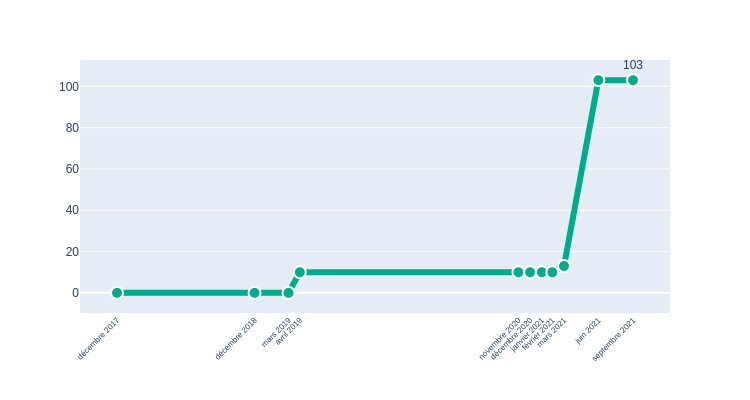 103
100
80
60
40
20
0
décembre 2017
décembre 2018
mars 2019
avril 2019
novembre 2020
décembre 2020
janvier 2021
février 2021
mars 2021
juin 2021
septembre 2021